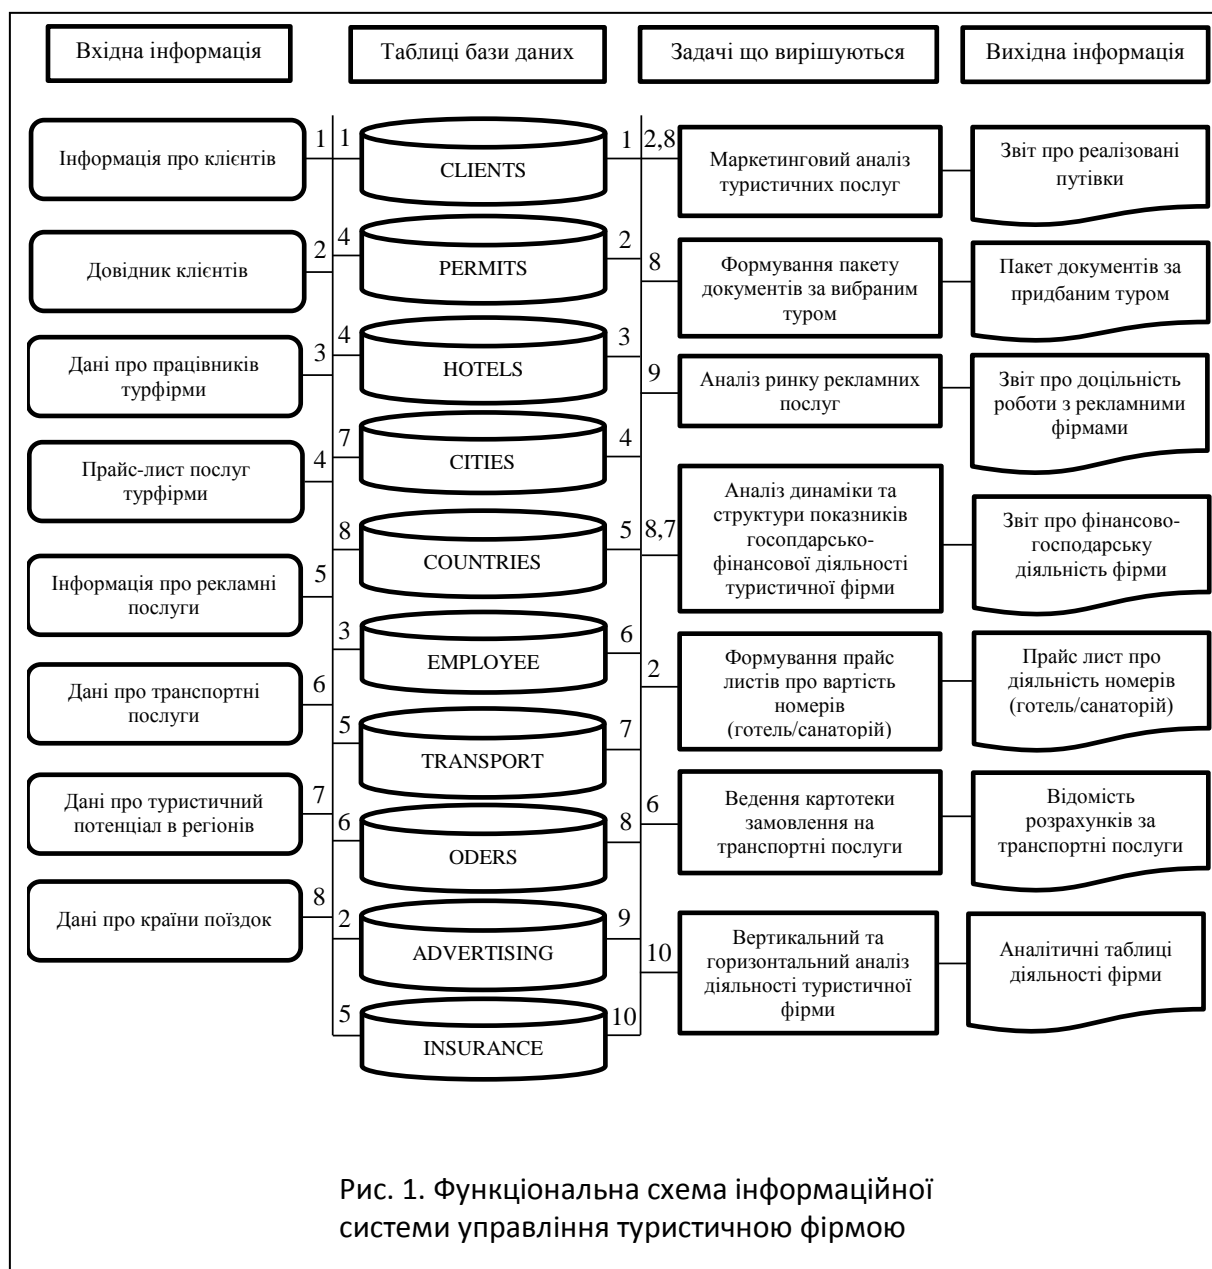 Вхідна інформація
Таблиці бази даних
Задачі що вирішуються
Вихідна інформація
Інформація про клієнтів
1
Довідник клієнтів
2
Дані про працівників
турфірми
3
Прайс-лист послуг
турфірми
4
Інформація про рекламні
послуги
5
Дані про транспортні
послуги
6
Дані про туристичний
потенціал в регіонів
7
Дані про країни поїздок
8
1
CLIENTS
1
4
PERMITS
2
4
HOTELS
3
7
CITIES
4
8
COUNTRIES
5
3
EMPLOYEE
6
5
TRANSPORT
7
6
ODERS
8
2
ADVERTISING
9
5
INSURANCE
10
2,8
Маркетинговий аналіз
туристичних послуг
8
Формування пакету
документів за вибраним
туром
9
Аналіз ринку рекламних
послуг
8,7
Аналіз динаміки та
структури показників
госопдарсько-
фінансової діяльності
туристичної фірми
2
Формування прайс
листів про вартість
номерів
(готель/санаторій)
6
Ведення картотеки
замовлення на
транспортні послуги
10
Вертикальний та
горизонтальний аналіз
діяльності туристичної
фірми
Звіт про реалізовані
путівки
Пакет документів за
придбаним туром
Звіт про доцільність
роботи з рекламними
фірмами
Звіт про фінансово-
господарську
діяльність фірми
Прайс лист про
діяльність номерів
(готель/санаторій)
Відомість
розрахунків за
транспортні послуги
Аналітичні таблиці
діяльності фірми
Рис. 1. Функціональна схема інформаційної
системи управління туристичною фірмою